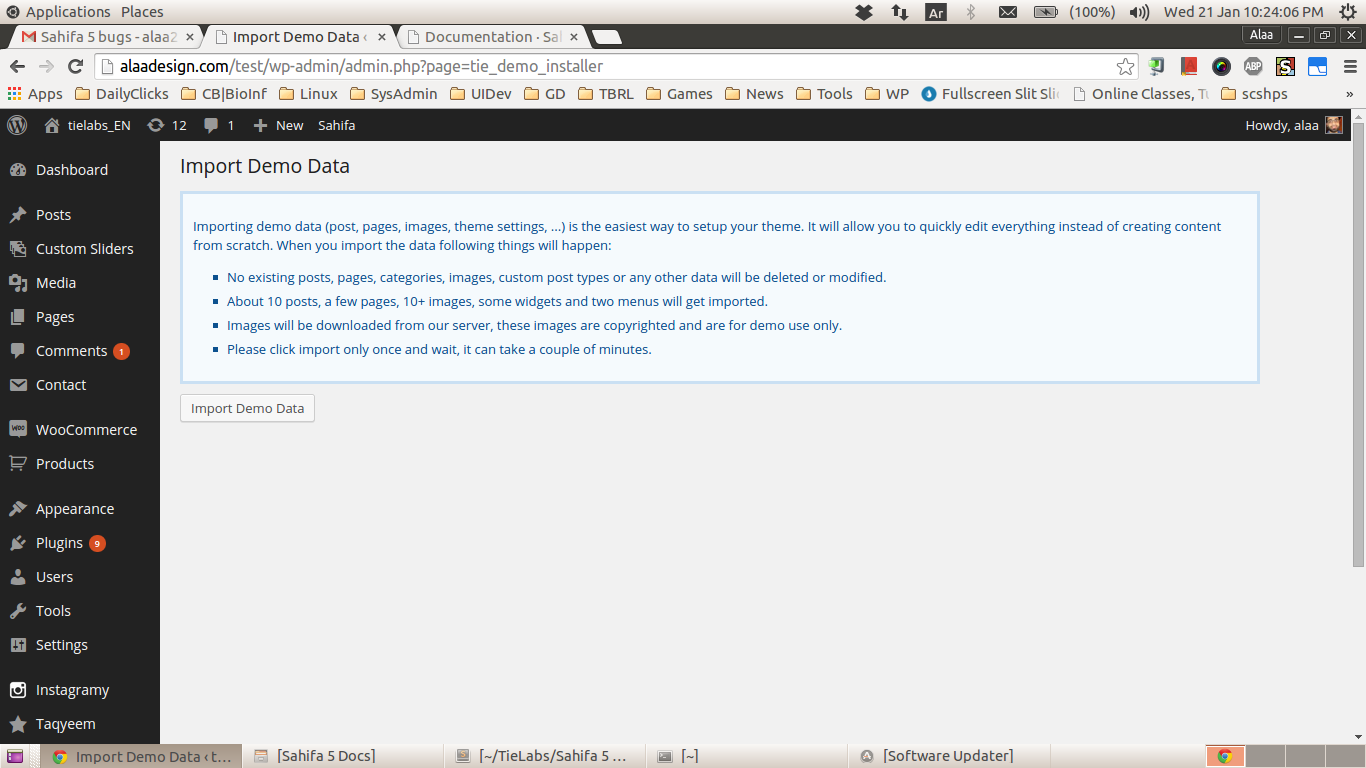 Applications Places Ar (100%) Wed 21 Jan 10:24:06 PM
Sahifa 5 bugs - alaa2 Import Demo Data ‹ Documentation · Sal Alaa
alaadesign.com/test/wp-admin/admin.php?page=tie_demo_installer ABP S
Apps DailyClicks CB|BioInf Linux SysAdmin UIDev GD TBRL Games News Tools WP Fullscreen Slit Sli Online Classes, Tu scshps »
tielabs_EN 12 1 New Sahifa Howdy, alaa
Import Demo Data
Dashboard
Posts
Custom Sliders
Media
Pages
Comments 1
Contact
WOO WooCommerce
Products
Appearance
Plugins 9
Users
Tools
Settings
Instagramy
Taqyeem
Importing demo data (post, pages, images, theme settings, ...) is the easiest way to setup your theme. It will allow you to quickly edit everything instead of creating content
from scratch. When you import the data following things will happen:
No existing posts, pages, categories, images, custom post types or any other data will be deleted or modified.
About 10 posts, a few pages, 10+ images, some widgets and two menus will get imported.
Images will be downloaded from our server, these images are copyrighted and are for demo use only.
Please click import only once and wait, it can take a couple of minutes.
Import Demo Data
Import Demo Data ‹ t... [Sahifa 5 Docs] [~/TieLabs/Sahifa 5 ... [~] [Software Updater]